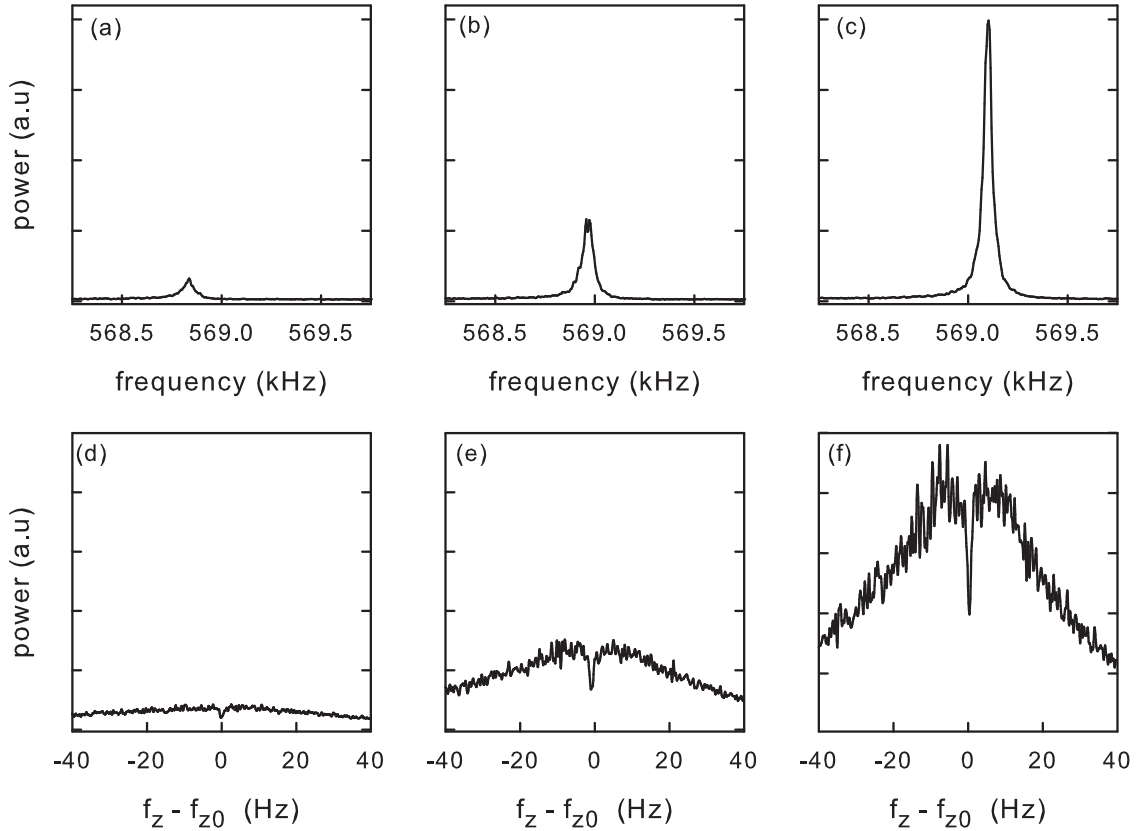 (a) (b) (c)
power (a.u)
568.5 569.0 569.5 568.5 569.0 569.5 568.5 569.0 569.5
frequency (kHz) frequency (kHz) frequency (kHz)
(d) (e) (f)
power (a.u)
-40 -20 0 20 40 -40 -20 0 20 40 -40 -20 0 20 40
f_z - f_z0 (Hz) f_z - f_z0 (Hz) f_z - f_z0 (Hz)